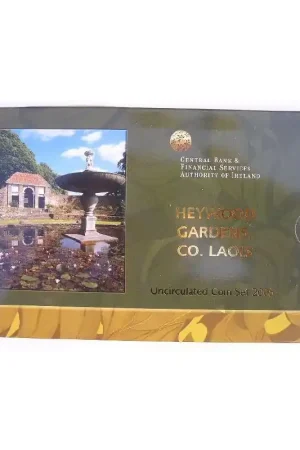 CENTRAL BANK &
FINANCIAL SERVICES
AUTHORITY OF IRELAND
HEYWOOD
GARDENS
CO. LAOIS
Uncirculated Coin Set